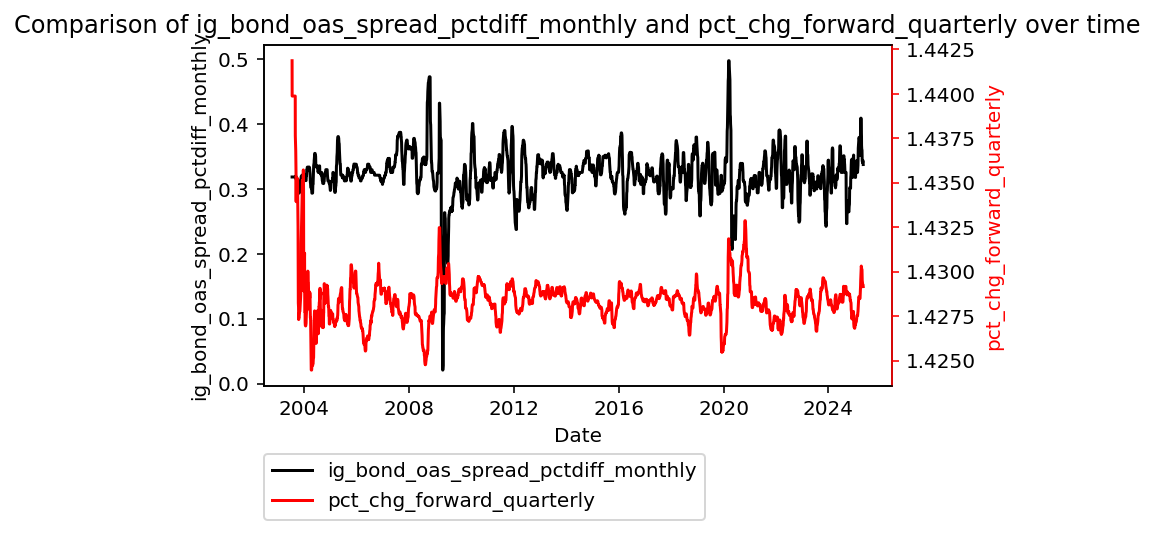 Comparison of ig_bond_oas_spread_pctdiff_monthly and pct_chg_forward_quarterly over time
ig_bond_oas_spread_pctdiff_monthly
0.5
0.4
0.3
0.2
0.1
0.0
1.4425
1.4400
1.4375
1.4350
1.4325
1.4300
1.4275
1.4250
pct_chg_forward_quarterly
2004 2008 2012 2016 2020 2024
Date
ig_bond_oas_spread_pctdiff_monthly
pct_chg_forward_quarterly